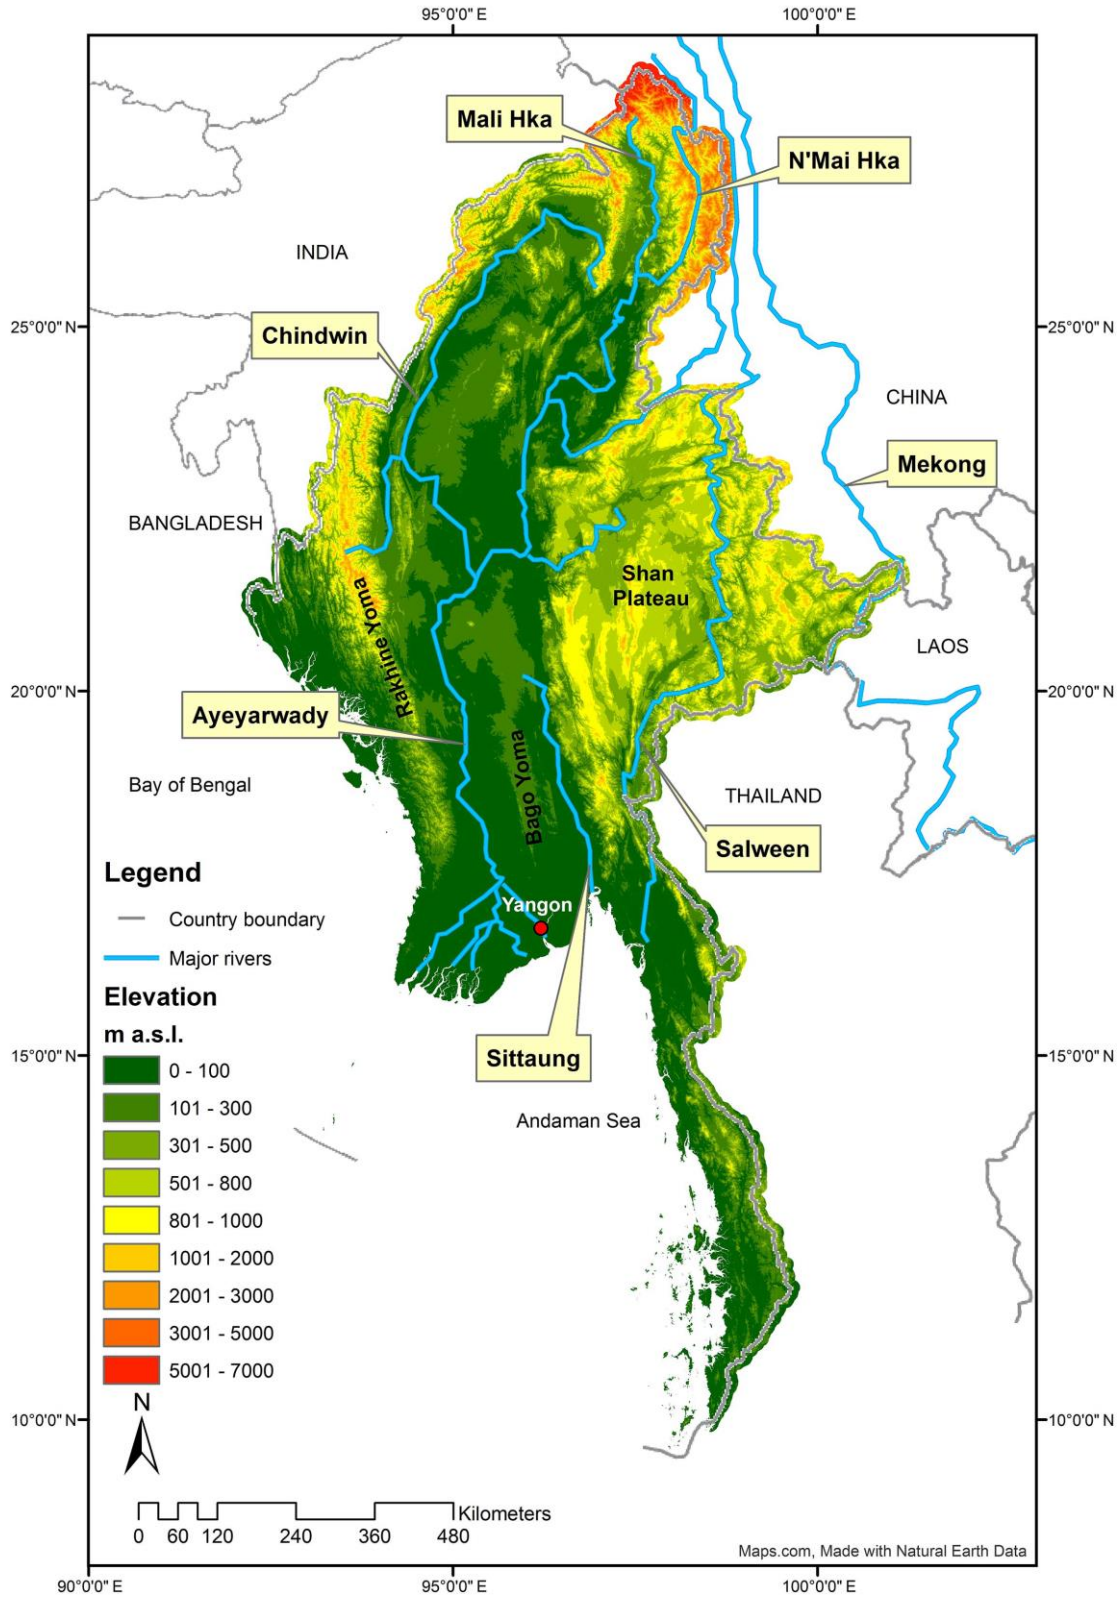 95°0'0" E
100°0'0" E
Mali Hka
N'Mai Hka
INDIA
25°0'0" N
25°0'0" N
Chindwin
CHINA
Mekong
BANGLADESH
Shan
Plateau
Rakhine Yoma
LAOS
20°0'0" N
20°0'0" N
Ayeyarwady
Bago Yoma
Bay of Bengal
THAILAND
Salween
Legend
Yangon
Country boundary
Major rivers
Elevation
m a.s.l.
Sittaung
15°0'0" N
15°0'0" N
0 - 100
101 - 300
Andaman Sea
301 - 500
501 - 800
801 - 1000
1001 - 2000
2001 - 3000
3001 - 5000
5001 - 7000
N
10°0'0" N
10°0'0" N
Kilometers
0 60 120 240 360 480
Maps.com, Made with Natural Earth Data
90°0'0" E
95°0'0" E
100°0'0" E